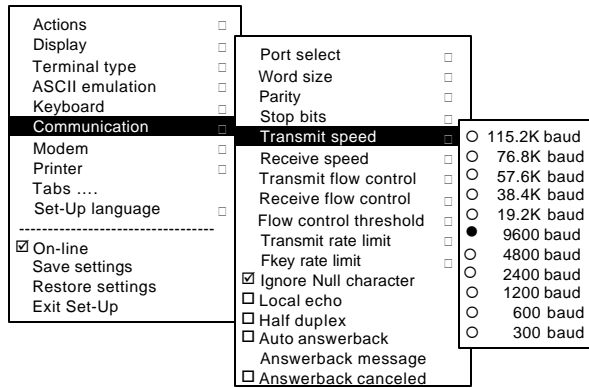 Actions
Display
Terminal type
ASCII emulation
Keyboard
Communication
Modem
Printer
Tabs ....
Set-Up language
----------------------------------
On-line
Save settings
Restore settings
Exit Set-Up
Port select
Word size
Parity
Stop bits
Transmit speed
Receive speed
Transmit flow control
Receive flow control
Flow control threshold
Transmit rate limit
Fkey rate limit
Ignore Null character
Local echo
Half duplex
Auto answerback
Answerback message
Answerback canceled
115.2K baud
76.8K baud
57.6K baud
38.4K baud
19.2K baud
9600 baud
4800 baud
2400 baud
1200 baud
600 baud
300 baud